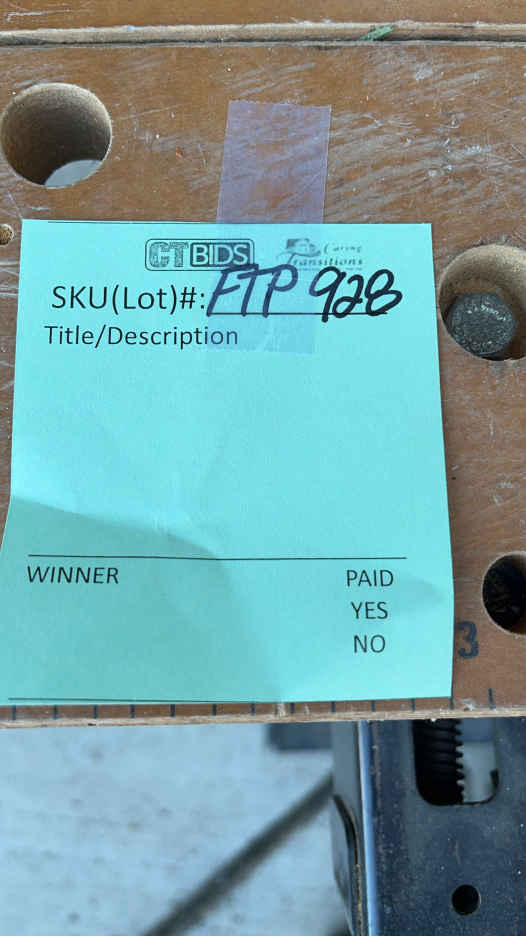 CTBIDS
Caring
Transitions
SKU(Lot)#: FTP 928
Title/Description
WINNER
PAID
YES
NO
3